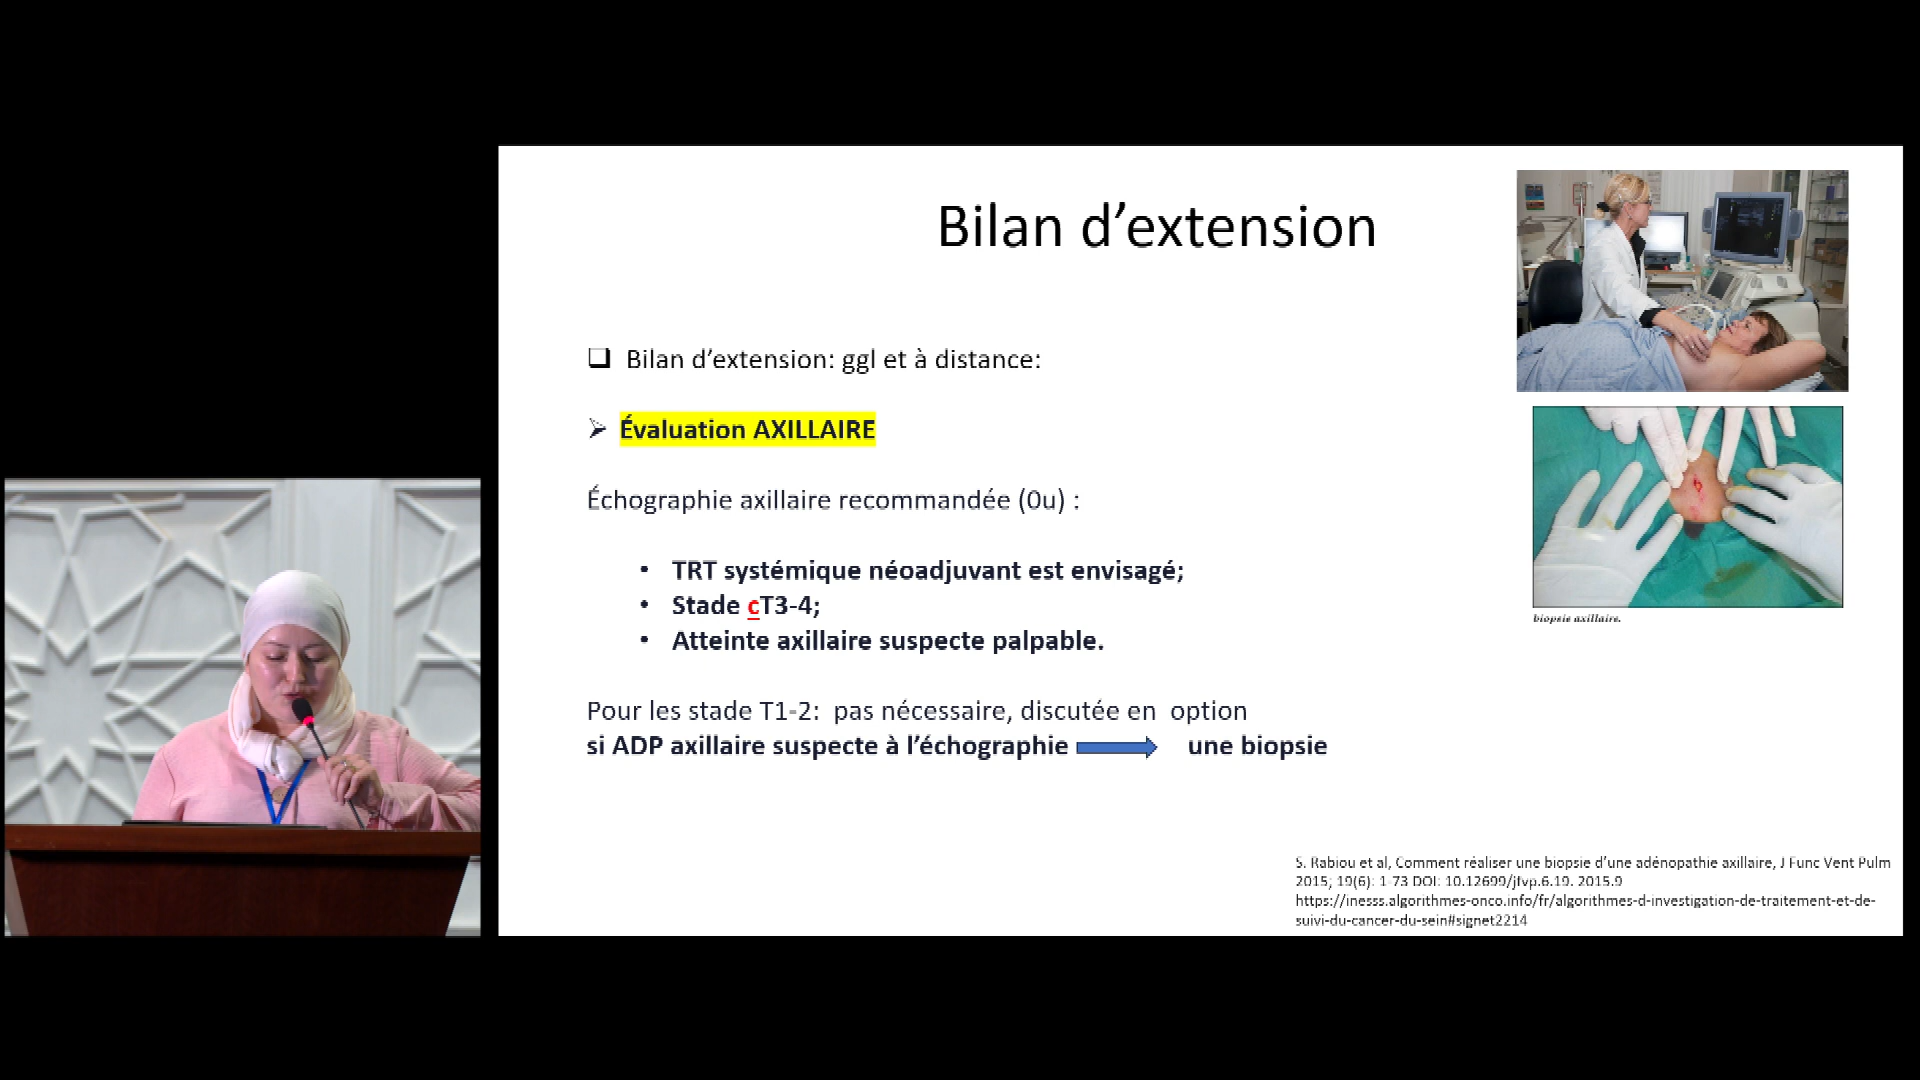 Bilan d’extension
❑ Bilan d’extension: ggl et à distance:
➢ Évaluation AXILLAIRE
Échographie axillaire recommandée (0u) :
• TRT systémique néoadjuvant est envisagé;
• Stade cT3-4;
• Atteinte axillaire suspecte palpable.
Pour les stade T1-2: pas nécessaire, discutée en option
si ADP axillaire suspecte à l’échographie une biopsie
biopsie axillaire.
S. Rabiou et al, Comment réaliser une biopsie d’une adénopathie axillaire, J Func Vent Pulm
2015; 19(6): 1-73 DOI: 10.12699/jfvp.6.19. 2015.9
https://inesss.algorithmes-onco.info/fr/algorithmes-d-investigation-de-traitement-et-de-
suivi-du-cancer-du-sein#signet2214